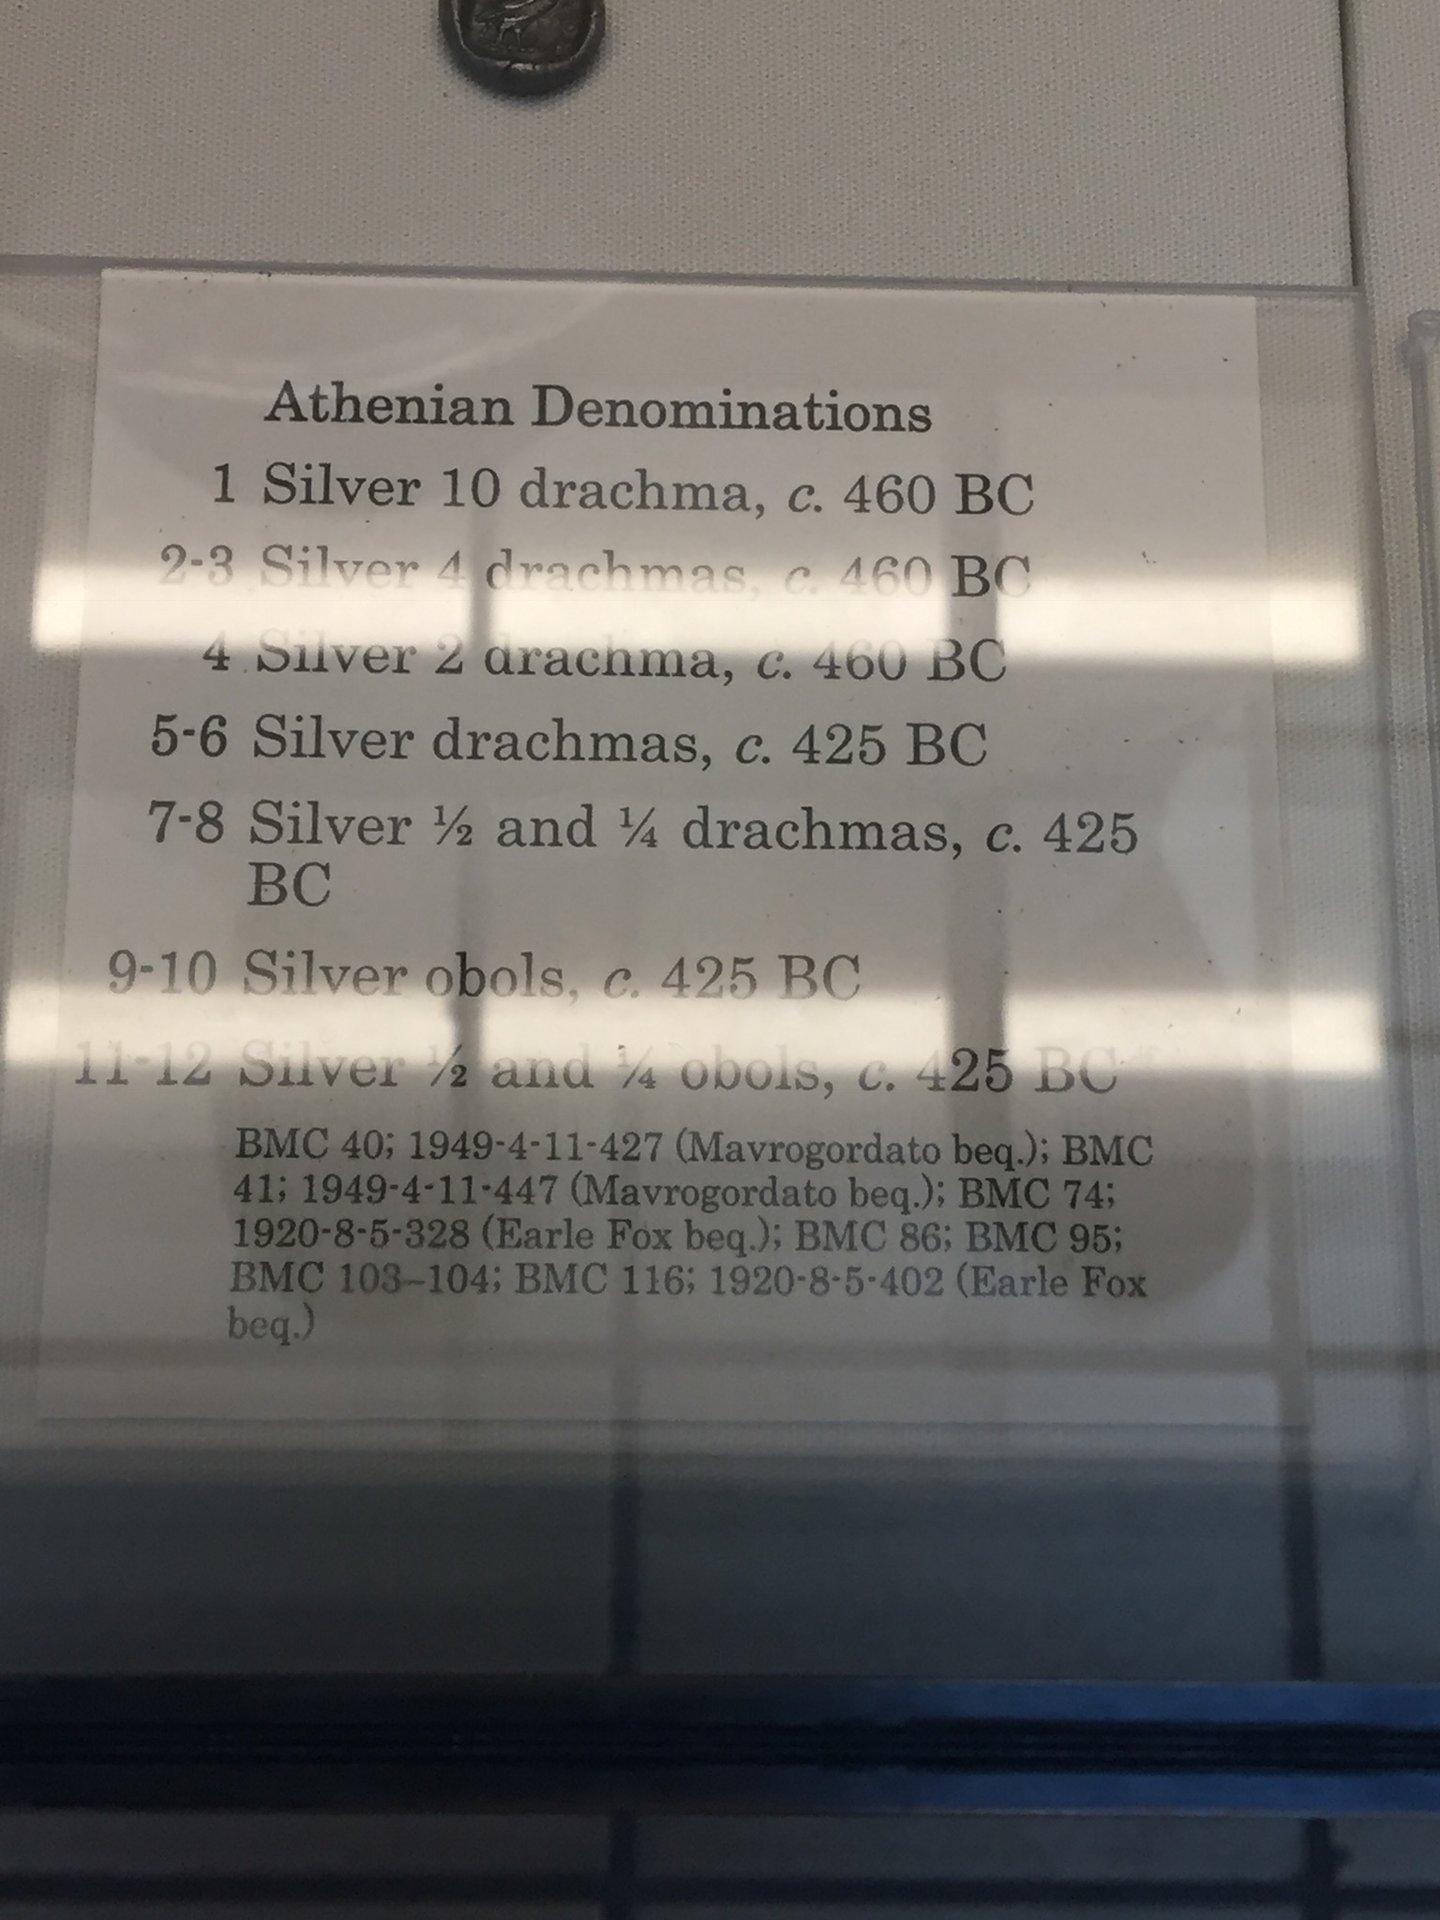 Athenian Denominations
1 Silver 10 drachma, c. 460 BC
2-3 Silver 4 drachmas, c. 460 BC
4 Silver 2 drachma, c. 460 BC
5-6 Silver drachmas, c. 425 BC
7-8 Silver ½ and ¼ drachmas, c. 425
BC
9-10 Silver obols, c. 425 BC
11-12 Silver ½ and ¼ obols, c. 425 BC
BMC 40; 1949-4-11-427 (Mavrogordato beq.); BMC
41; 1949-4-11-447 (Mavrogordato beq.); BMC 74;
1920-8-5-328 (Earle Fox beq.); BMC 86; BMC 95;
BMC 103–104; BMC 116; 1920-8-5-402 (Earle Fox
beq.)